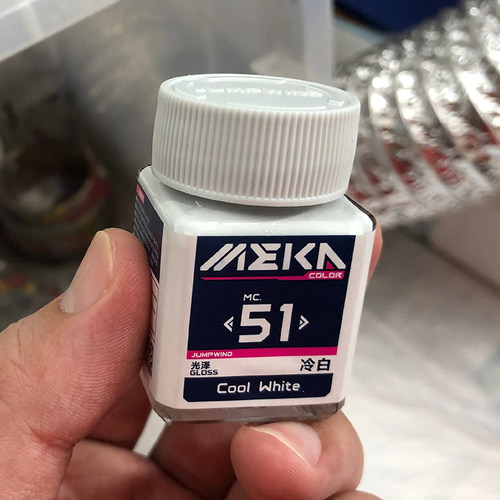 MEKA
COLOR
MC.
51
JUMPWIND
光泽
GLOSS
冷白
Cool White